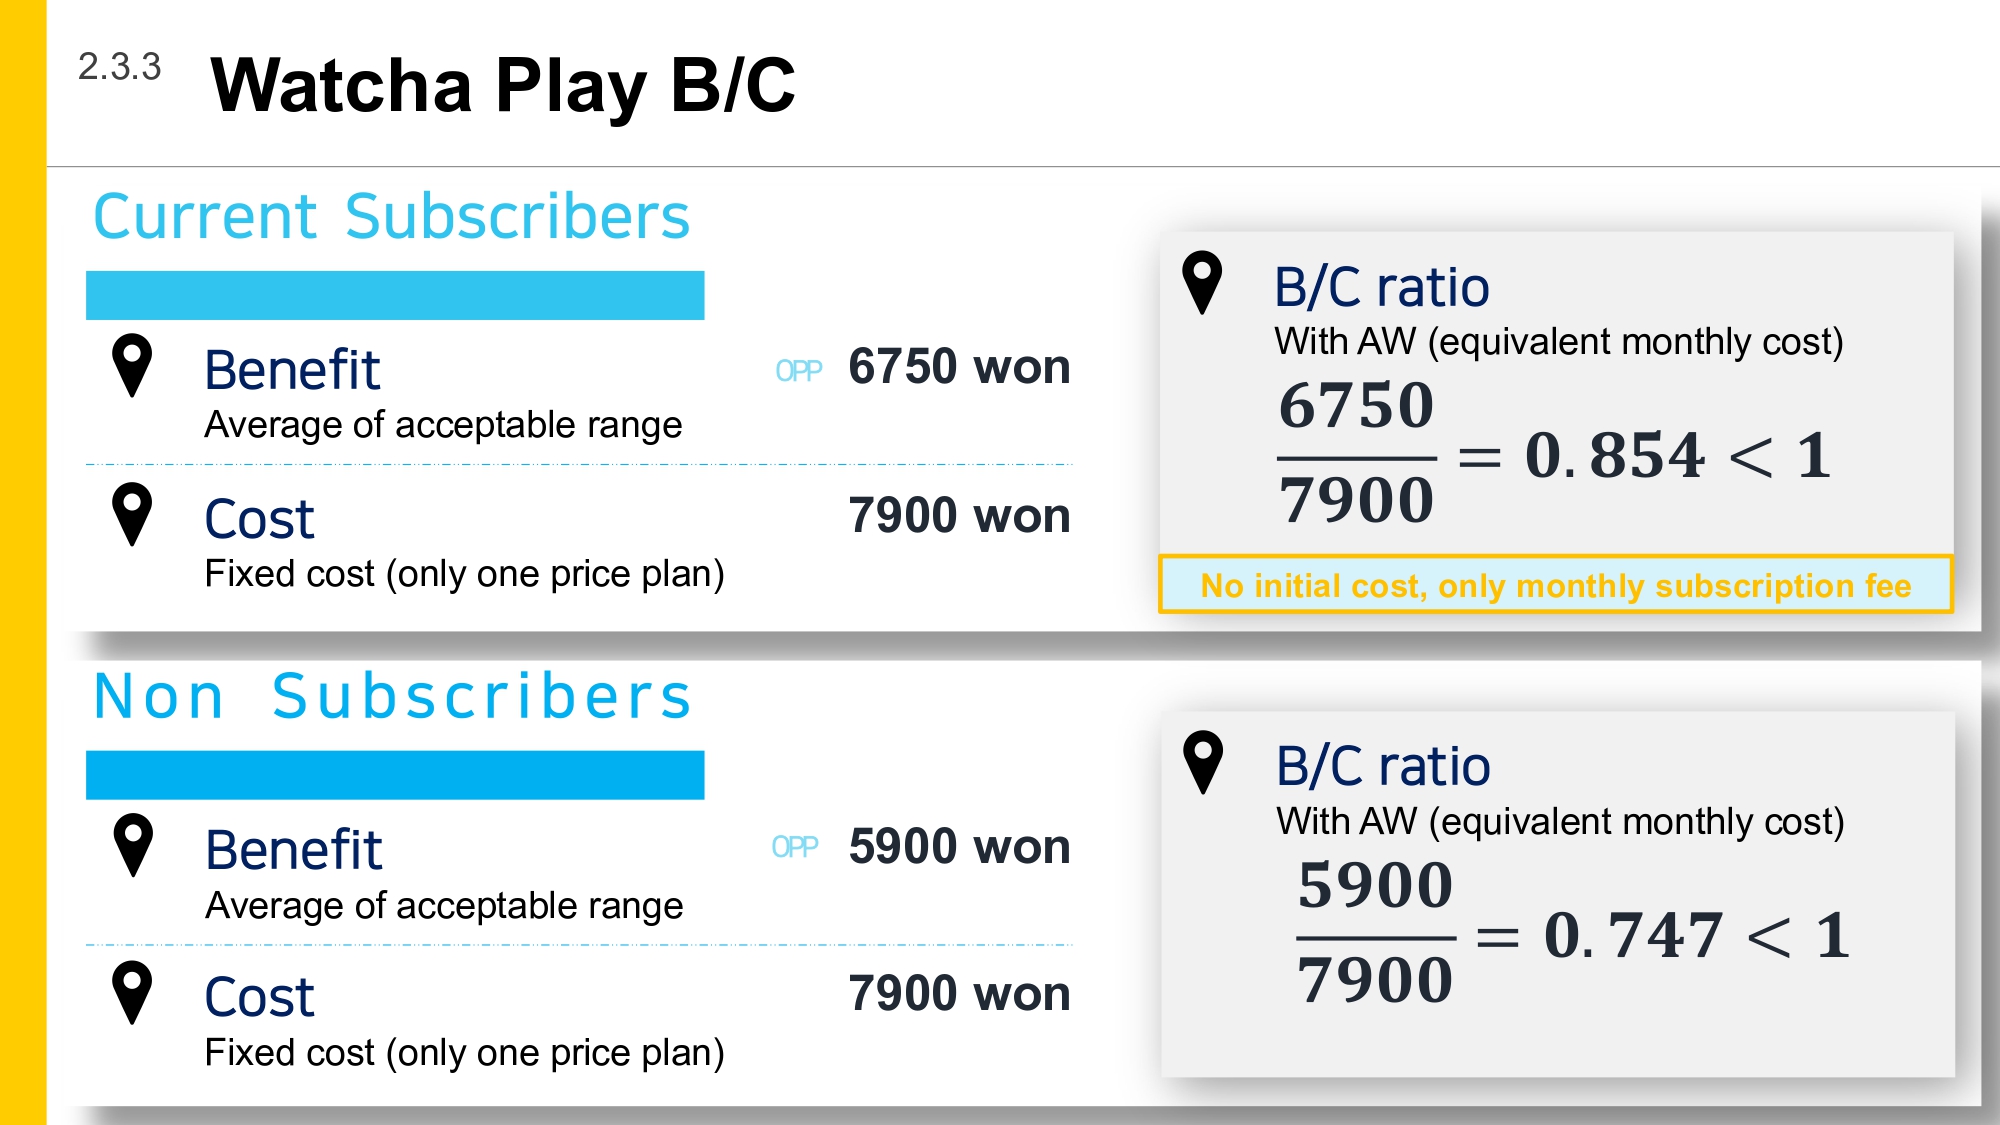 2.3.3
Watcha Play B/C
Current Subscribers
Benefit
OPP 6750 won
Average of acceptable range
Cost
7900 won
Fixed cost (only one price plan)
B/C ratio
With AW (equivalent monthly cost)
6750
7900
= 0.854 < 1
No initial cost, only monthly subscription fee
Non Subscribers
Benefit
OPP 5900 won
Average of acceptable range
Cost
7900 won
Fixed cost (only one price plan)
B/C ratio
With AW (equivalent monthly cost)
5900
7900
= 0.747 < 1